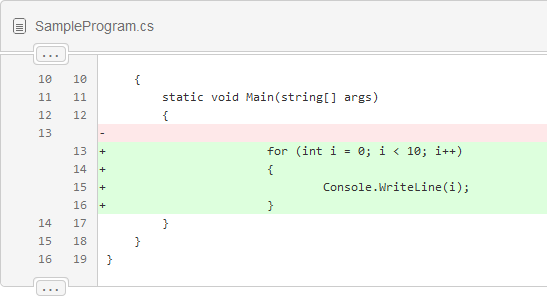 SampleProgram.cs
...
10 10 {
11 11 static void Main(string[] args)
12 12 {
13 -
13 + for (int i = 0; i < 10; i++)
14 + {
15 + Console.WriteLine(i);
16 + }
14 17 }
15 18 }
16 19 }
...